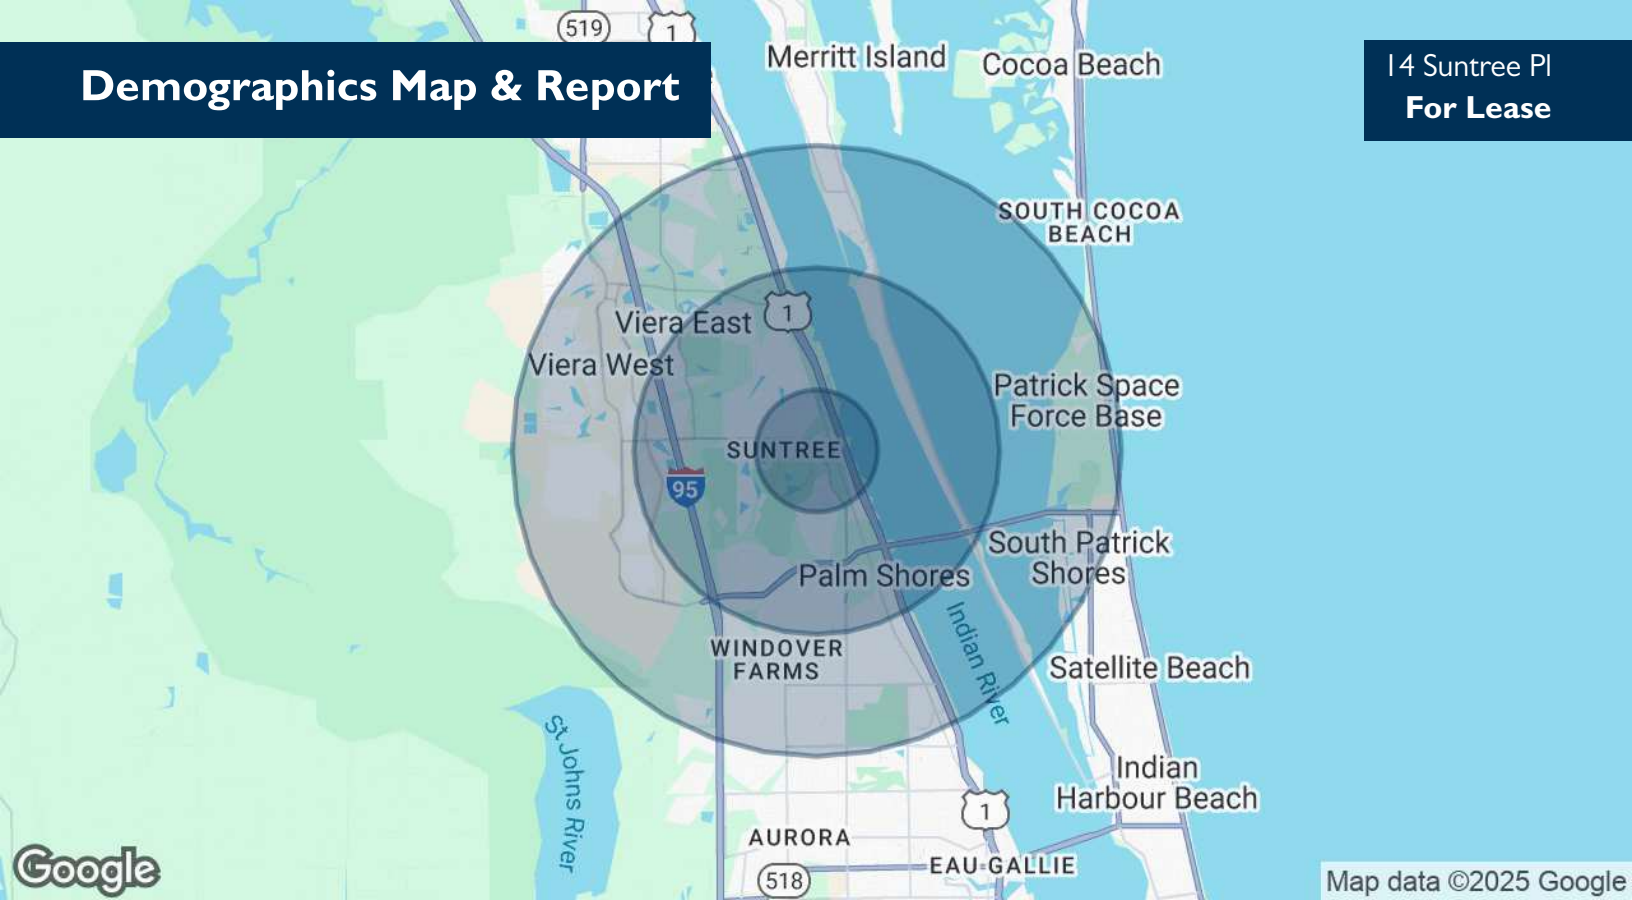 519
1
Merritt Island
Cocoa Beach
Demographics Map & Report
14 Suntree Pl
For Lease
SOUTH COCOA
BEACH
1
Viera East
Viera West
Patrick Space
Force Base
SUNTREE
95
South Patrick
Shores
Palm Shores
Indian River
WINDOVER
FARMS
Satellite Beach
St Johns River
Indian
Harbour Beach
1
AURORA
EAU GALLIE
518
Google
Map data ©2025 Google